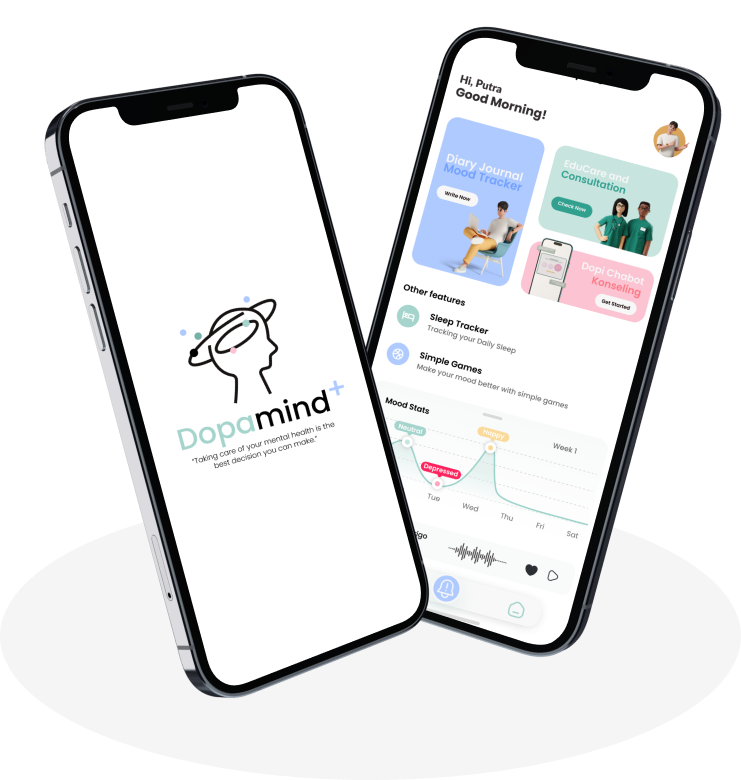 Dopamind+
"Taking care of your mental health is the
best decision you can make."
Hi, Putra
Good Morning!
Diary Journal
Mood Tracker
Write Now
EduCare and
Consultation
Check Now
Dopi Chabot
Konseling
Get Started
Other features
Sleep Tracker
Tracking your Daily Sleep
Simple Games
Make your mood better with simple games
Mood Stats
Week 1
Neutral
Happy
Depressed
Tue
Wed
Thu
Fri
Sat